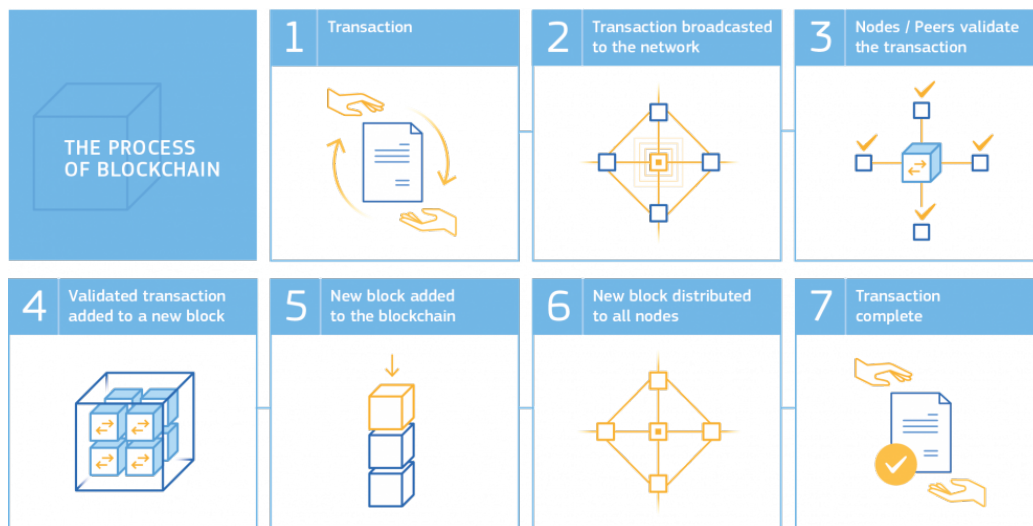 THE PROCESS
OF BLOCKCHAIN
1
Transaction
2
Transaction broadcasted
to the network
3
Nodes / Peers validate
the transaction
4
Validated transaction
added to a new block
5
New block added
to the blockchain
6
New block distributed
to all nodes
7
Transaction
complete